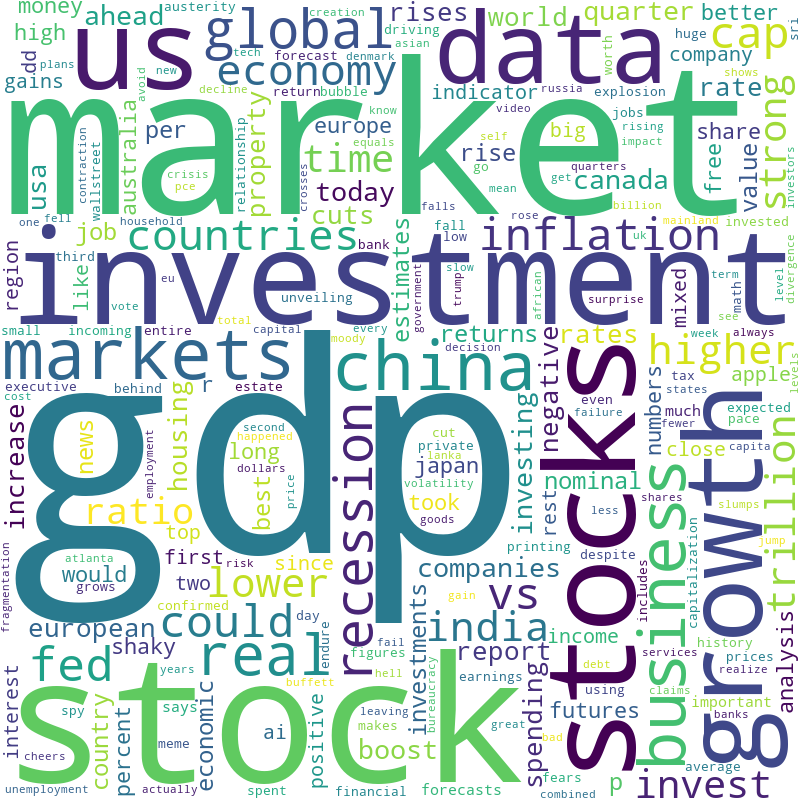 money
austerity
creation
ahead
tech
rises
quarter
better
high
us
global
driving
asian
world
data
huge
cap
sri
dd
plans
avoid
new
forecast
denmark
economy
worth
company
shows
gains
decline
return
bubble
know
indicator
explosion
rate
market
russia
video
jobs
rising
impact
usa
contraction
wallstreet
australia
per
property
relationship
europe
equals
self
go
big
share
strong
time
rise
quarters
free
value
investors
crisis
pce
crosses
today
mean
get
canada
one
fell
household
cuts
falls
rose
billion
mainland
invested
job
countries
bank
fall
low
inflation
uk
region
third
like
eu
vote
investment
estimates
government
trump
slow
african
surprise
mixed
term
math
see
level
divergence
unveiling
small
incoming
entire
total
capital
every
moody
returns
decision
rates
higher
week
always
markets
china
stocks
negative
numbers
tax
states
levels
executive
behind
r
estate
even
much
apple
cost
failure
fewer
expected
pace
capita
increase
news
employment
housing
gdp
second
happened
dollars
long
best
price
recession
cut
private
lanka
japan
volatility
goods
investing
nominal
rest
less
close
shares
business
growth
slumps
trillion
jump
ratio
top
took
since
printing
despite
includes
capitalization
fragmentation
atlanta
would
grows
first
risk
two
lower
confirmed
gain
companies
vs
european
shaky
could
day
fail
figures
endure
investments
india
income
services
history
prices
realize
analysis
fed
real
hell
bureaucracy
report
debt
claims
important
banks
interest
years
spy
says
country
percent
economic
buffett
leaving
earnings
using
stock
positive
ai
makes
boost
great
spending
bad
futures
average
cheers
meme
unemployment
actually
spent
financial
forecasts
fears
combined
p
invest